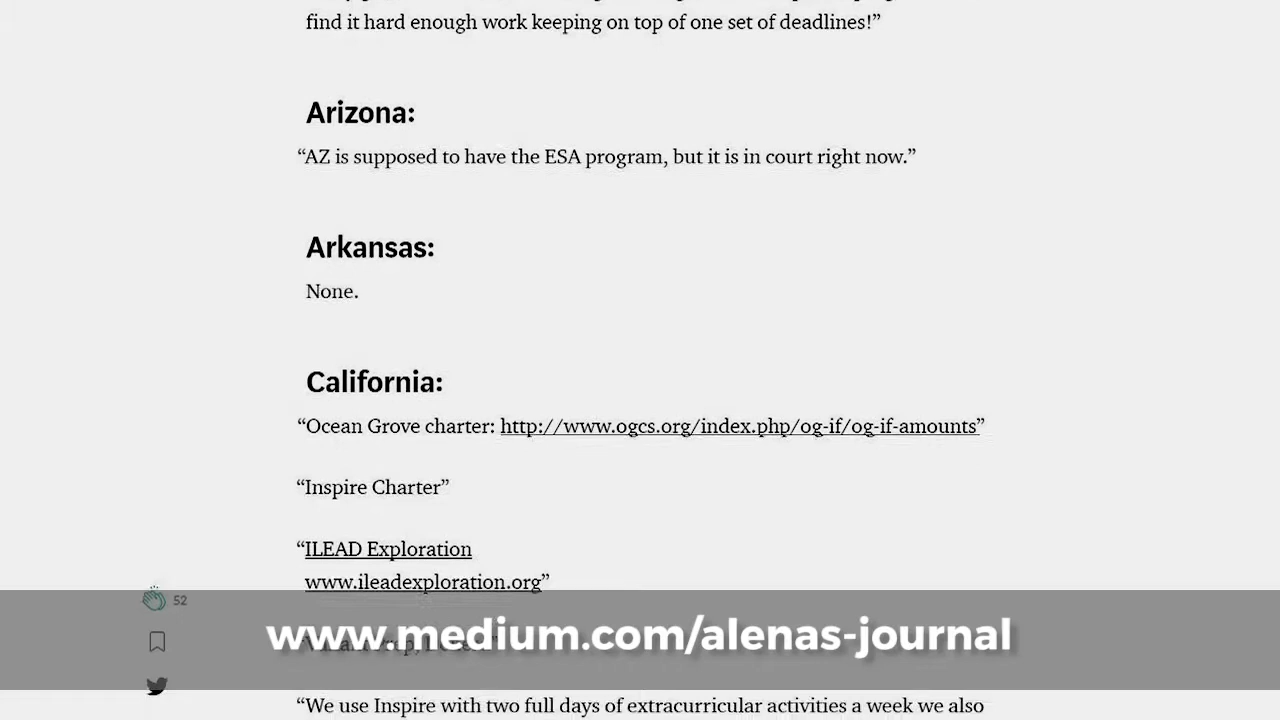 find it hard enough work keeping on top of one set of deadlines!”
Arizona:
“AZ is supposed to have the ESA program, but it is in court right now.”
Arkansas:
None.
California:
“Ocean Grove charter: http://www.ogcs.org/index.php/og-if/og-if-amounts”
“Inspire Charter”
“ILEAD Exploration
www.ileadexploration.org”
52
www.medium.com/alenas-journal
“We use Inspire with two full days of extracurricular activities a week we also